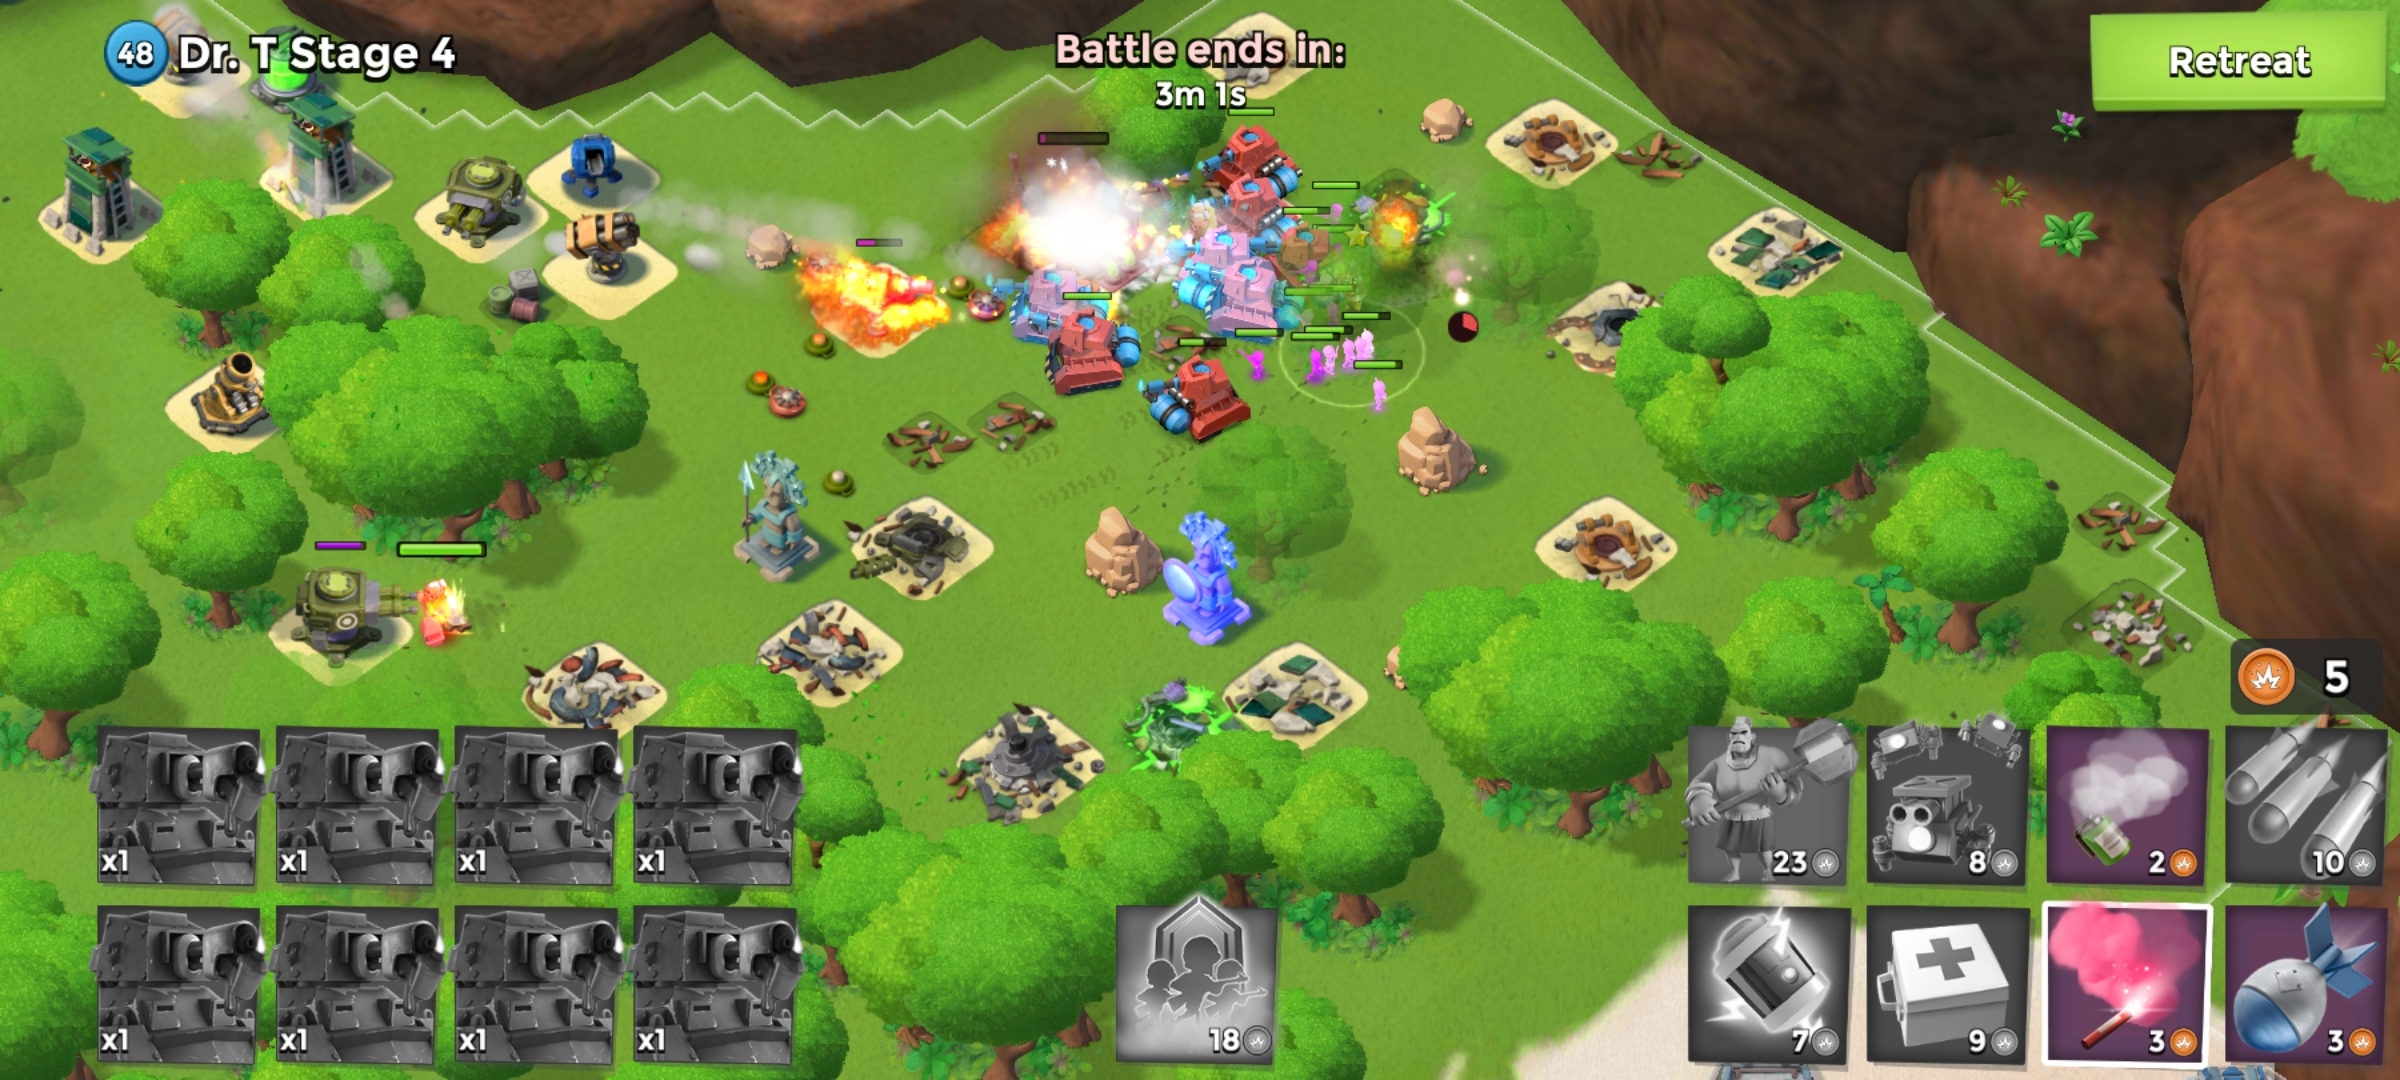 48 Dr. T Stage 4
Battle ends in:
3m 1s
Retreat
5
x1 x1 x1 x1
23 8 2 10
x1 x1 x1 x1
18
7 9 3 3